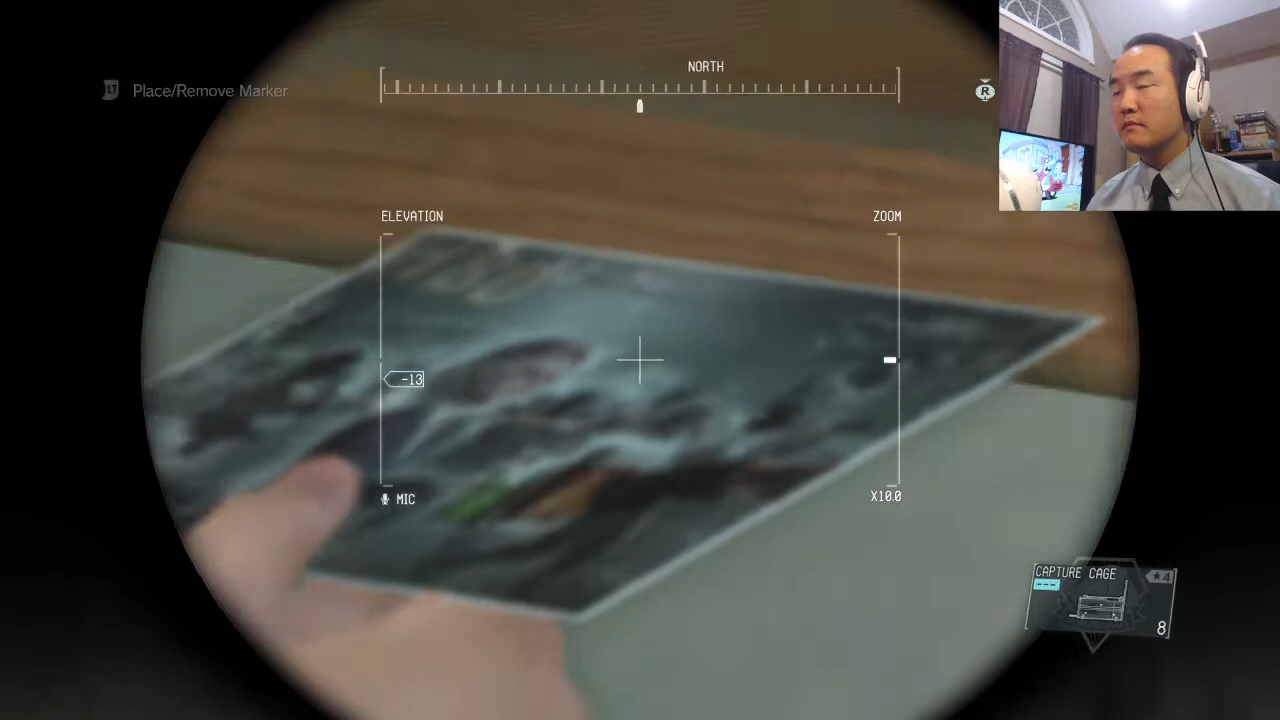 NORTH
Place/Remove Marker
R
ELEVATION
ZOOM
-13
MIC
X10.0
CAPTURE CAGE
★4
---
8